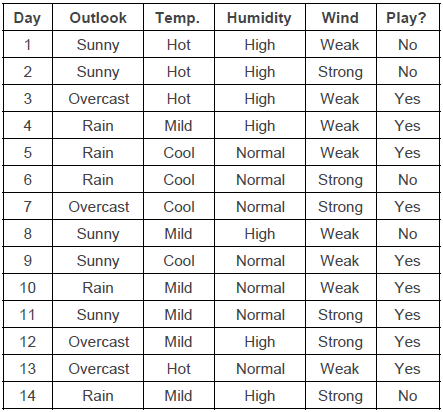 Day Outlook Temp. Humidity Wind Play?
1 Sunny Hot High Weak No
2 Sunny Hot High Strong No
3 Overcast Hot High Weak Yes
4 Rain Mild High Weak Yes
5 Rain Cool Normal Weak Yes
6 Rain Cool Normal Strong No
7 Overcast Cool Normal Strong Yes
8 Sunny Mild High Weak No
9 Sunny Cool Normal Weak Yes
10 Rain Mild Normal Weak Yes
11 Sunny Mild Normal Strong Yes
12 Overcast Mild High Strong Yes
13 Overcast Hot Normal Weak Yes
14 Rain Mild High Strong No